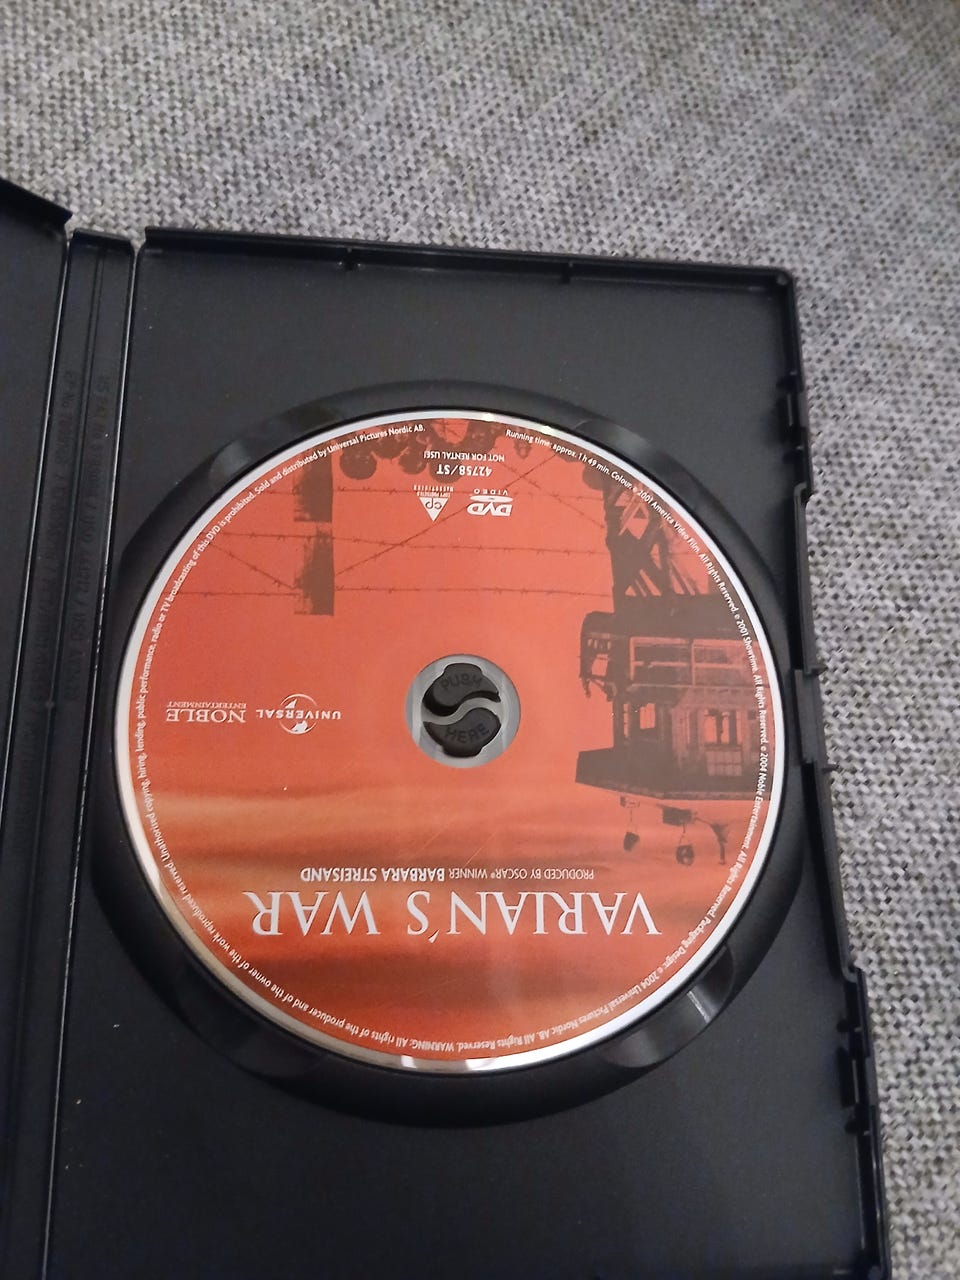 VARIAN'S WAR
PRODUCED BY OSCAR® WINNER BARBARA STREISAND
UNIVERSAL
NOBLE
ENTERTAINMENT
PUSH
HERE
DVD
VIDEO
CP
COPY PROTECTED
42758/ST
NOT FOR RENTAL USE!
Running time: approx. 1h 49 min. Colour. © 2001 America Video Film. All Rights Reserved. © 2001 Showtime. All Rights Reserved. © 2004 Noble Entertainment. All Rights Reserved. Packaging Design: © 2004 Universal Pictures Nordic AB. All Rights Reserved. WARNING: All rights of the producer and of the owner of the work reproduced reserved. Unauthorized copying, hiring, lending, public performance, radio or TV broadcasting of this DVD is prohibited. Sold and distributed by Universal Pictures Nordic AB.